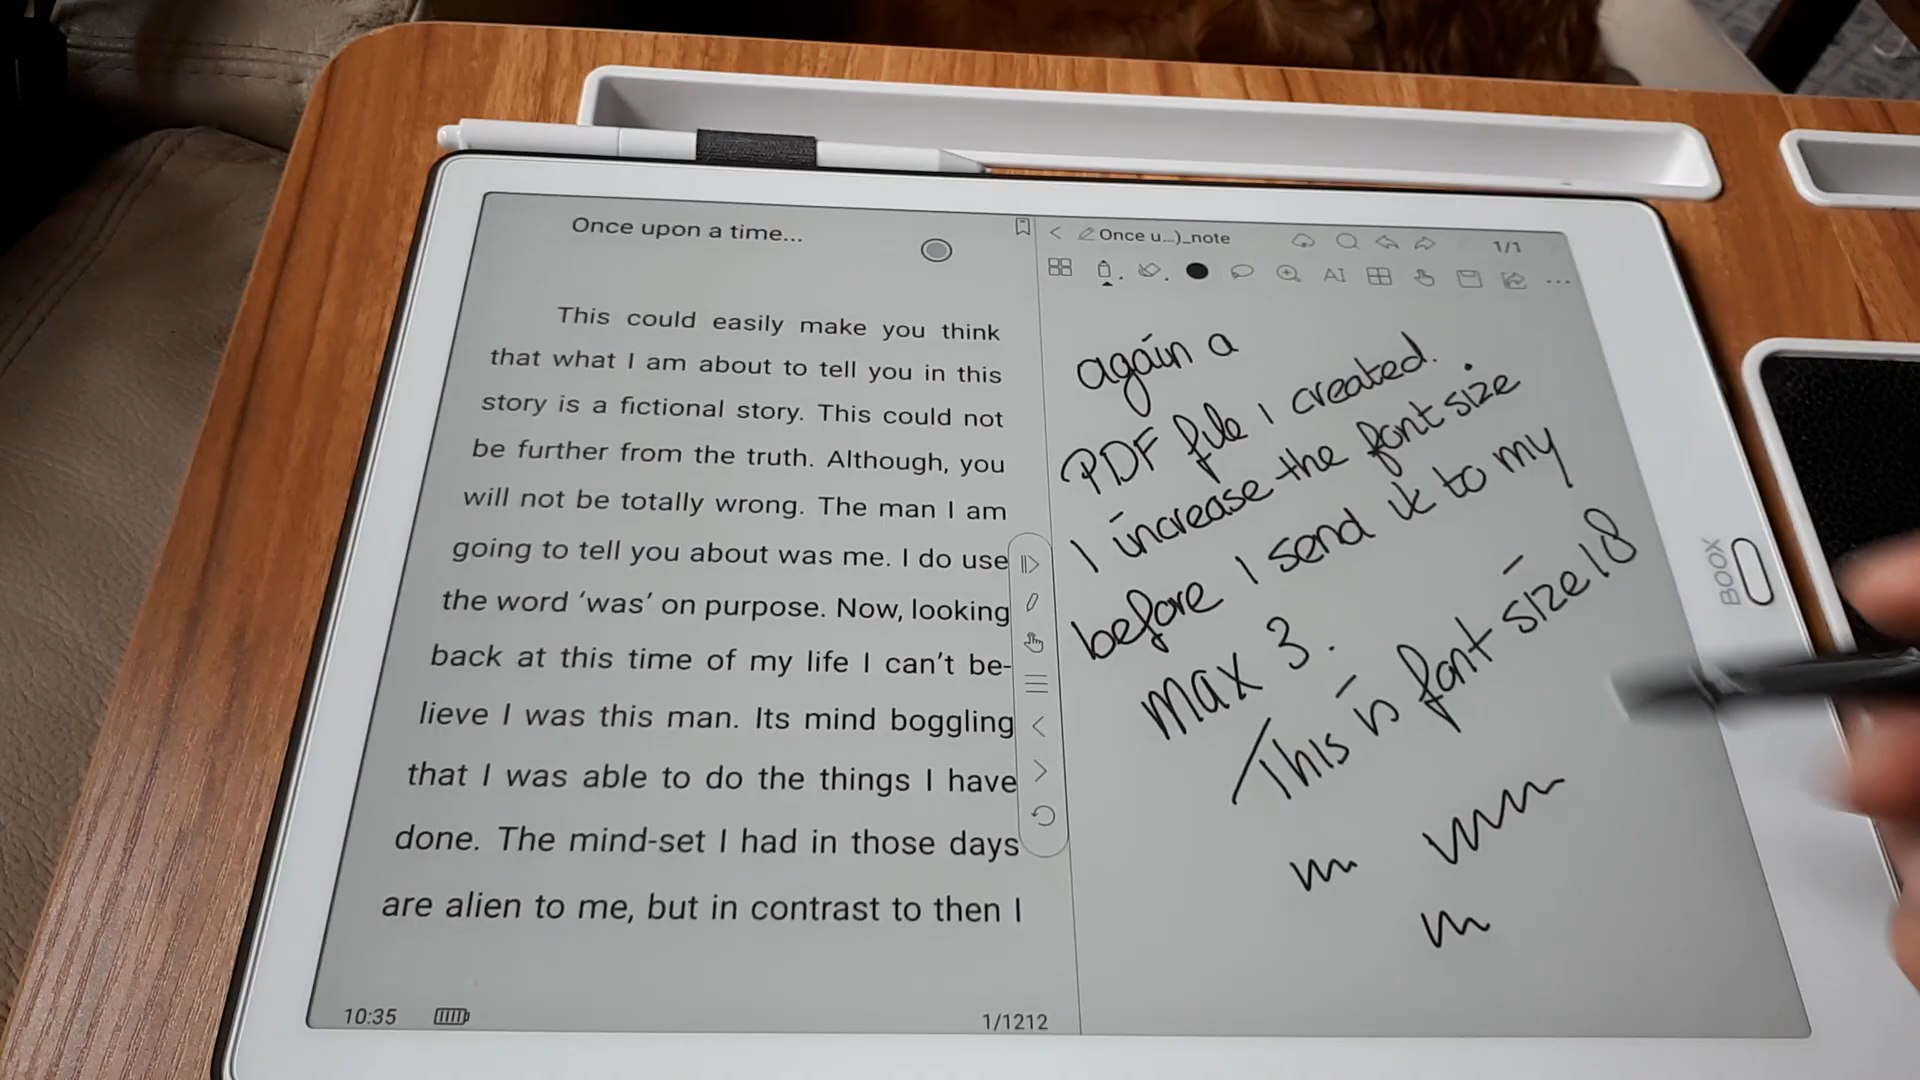 Once upon a time...
This could easily make you think
that what I am about to tell you in this
story is a fictional story. This could not
be further from the truth. Although, you
will not be totally wrong. The man I am
going to tell you about was me. I do use
the word ‘was’ on purpose. Now, looking
back at this time of my life I can’t be-
lieve I was this man. Its mind boggling
that I was able to do the things I have
done. The mind-set I had in those days
are alien to me, but in contrast to then I
10:35
1/1212
Once u...)_note
1/1
AI
again a
PDF file I created.
I increase the font size
before I send it to my
max 3.
This is font size 18
BOOX